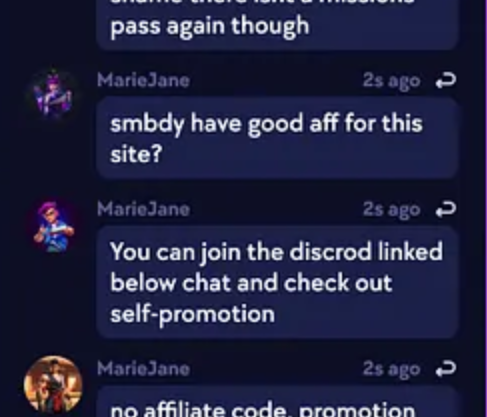 pass again though
MarieJane 2s ago
smbdy have good aff for this
site?
MarieJane 2s ago
You can join the discrod linked
below chat and check out
self-promotion
MarieJane 2s ago
no affiliate code, promotion